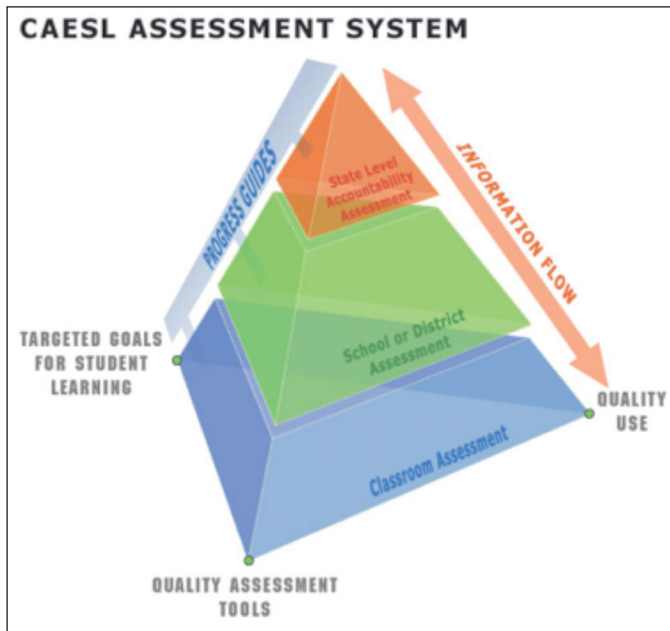 CAESL ASSESSMENT SYSTEM
PROGRESS GUIDES
State Level
Accountability
Assessment
INFORMATION FLOW
School or District
Assessment
TARGETED GOALS
FOR STUDENT
LEARNING
QUALITY
USE
Classroom Assessment
QUALITY ASSESSMENT
TOOLS